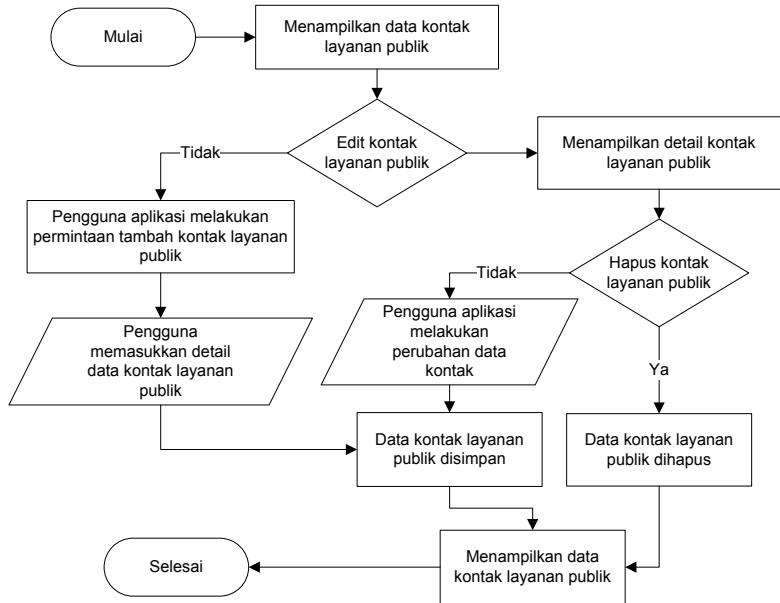 Mulai
Menampilkan data kontak
layanan publik
Edit kontak
layanan publik
Tidak
Menampilkan detail kontak
layanan publik
Pengguna aplikasi melakukan
permintaan tambah kontak layanan
publik
Hapus kontak
layanan publik
Tidak
Pengguna
memasukkan detail
data kontak layanan
publik
Pengguna aplikasi
melakukan
perubahan data
kontak
Ya
Data kontak layanan
publik disimpan
Data kontak layanan
publik dihapus
Menampilkan data
kontak layanan publik
Selesai